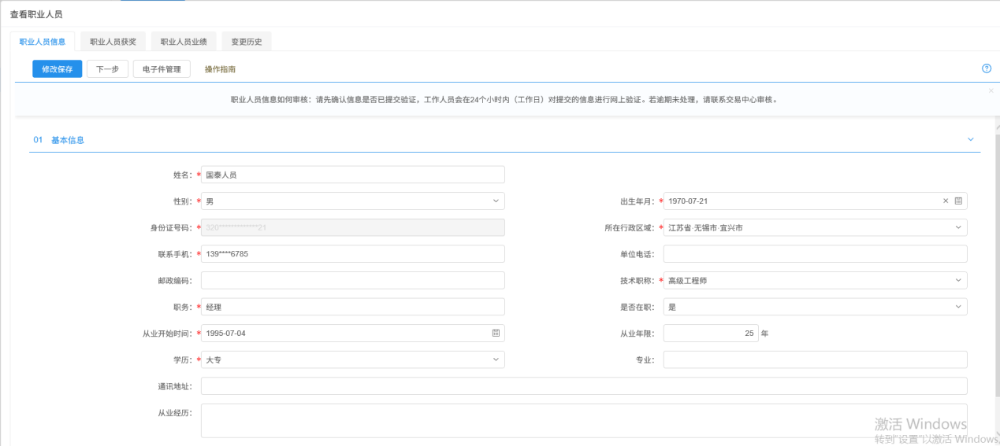 查看职业人员
职业人员信息 职业人员获奖 职业人员业绩 变更历史
修改保存 下一步 电子件管理 操作指南
职业人员信息如何审核：请先确认信息是否已提交验证，工作人员会在24个小时内（工作日）对提交的信息进行网上验证。若逾期未处理，请联系交易中心审核。
01 基本信息
姓名：* 国泰人员
性别：* 男 出生年月：* 1970-07-21
身份证号码：* 320*************21 所在行政区域：* 江苏省·无锡市·宜兴市
联系手机：* 139****6785 单位电话：
邮政编码： 技术职称：* 高级工程师
职务：* 经理 是否在职： 是
从业开始时间：* 1995-07-04 从业年限： 25 年
学历：* 大专 专业：
通讯地址：
从业经历：
激活 Windows
转到"设置"以激活 Windows。